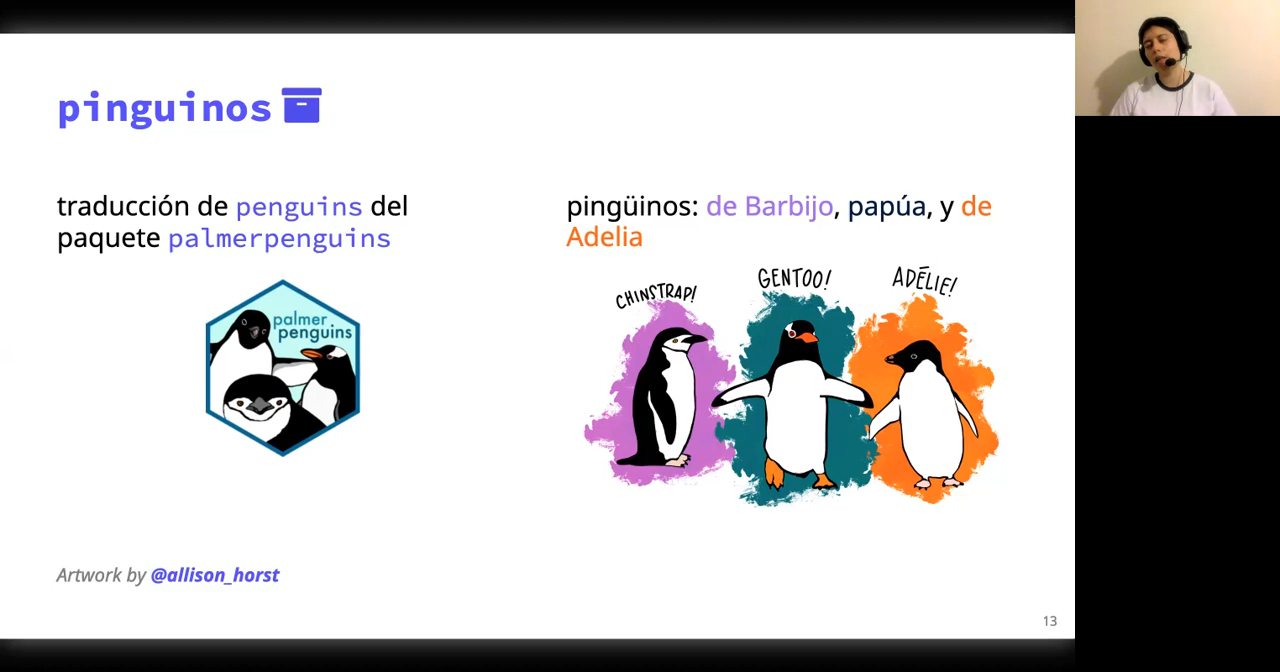 pinguinos
traducción de penguins del
paquete palmerpenguins
palmer
penguins
pingüinos: de Barbijo, papúa, y de
Adelia
CHINSTRAP!
GENTOO!
ADÉLIE!
Artwork by @allison_horst
13